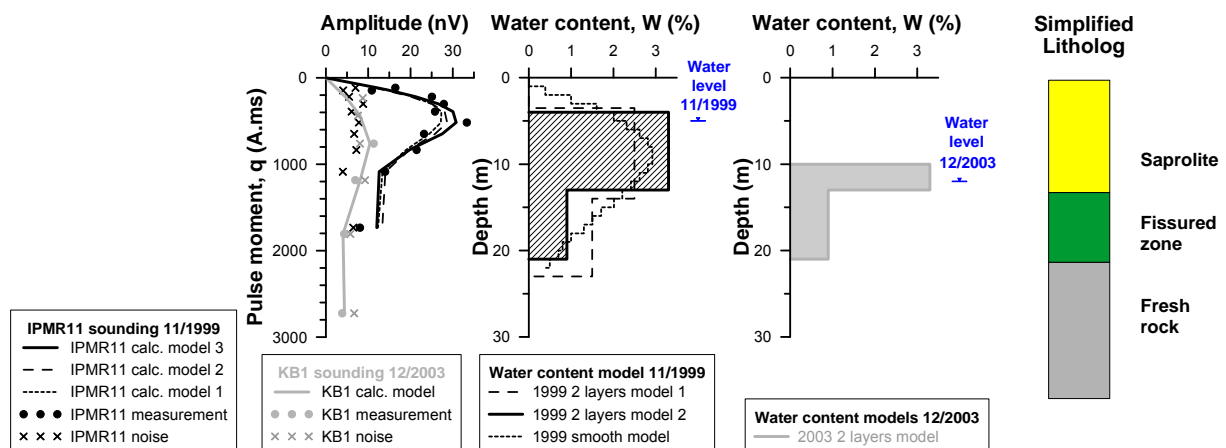 Amplitude (nV)
0 10 20 30
Pulse moment, q (A.ms)
0
1000
2000
3000
Water content, W (%)
0 1 2 3
Depth (m)
0
10
20
30
Water
level
11/1999
Water content, W (%)
0 1 2 3
Depth (m)
0
10
20
30
Water
level
12/2003
Simplified
Litholog
Saprolite
Fissured
zone
Fresh
rock
IPMR11 sounding 11/1999
IPMR11 calc. model 3
IPMR11 calc. model 2
IPMR11 calc. model 1
IPMR11 measurement
IPMR11 noise
KB1 sounding 12/2003
KB1 calc. model
KB1 measurement
KB1 noise
Water content model 11/1999
1999 2 layers model 1
1999 2 layers model 2
1999 smooth model
Water content models 12/2003
2003 2 layers model